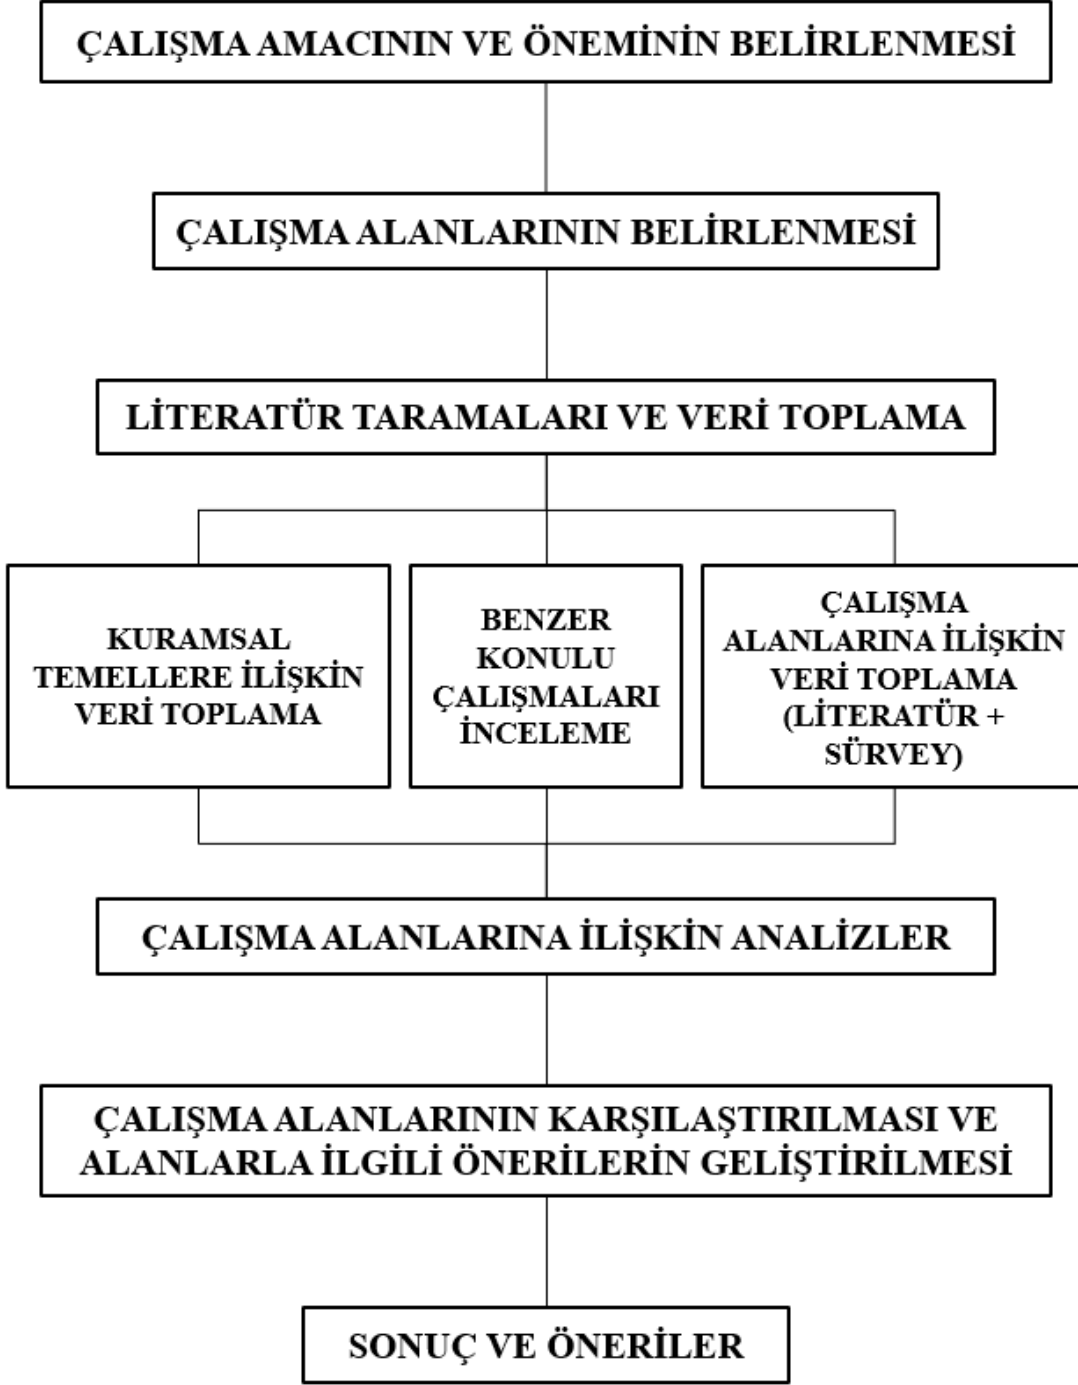 ÇALIŞMA AMACININ VE ÖNEMİNİN BELİRLENMESİ
ÇALIŞMA ALANLARININ BELİRLENMESİ
LİTERATÜR TARAMALARI VE VERİ TOPLAMA
KURAMSAL
TEMELLERE İLİŞKİN
VERİ TOPLAMA
BENZER
KONULU
ÇALIŞMALARI
İNCELEME
ÇALIŞMA
ALANLARINA İLİŞKİN
VERİ TOPLAMA
(LİTERATÜR +
SÜRVEY)
ÇALIŞMA ALANLARINA İLİŞKİN ANALİZLER
ÇALIŞMA ALANLARININ KARŞILAŞTIRILMASI VE
ALANLARLA İLGİLİ ÖNERİLERİN GELİŞTİRİLMESİ
SONUÇ VE ÖNERİLER